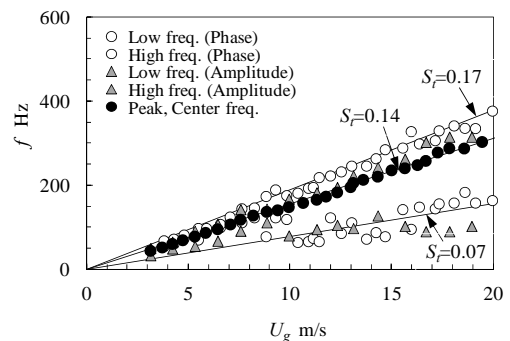 600
400
200
0
f Hz
Low freq. (Phase)
High freq. (Phase)
Low freq. (Amplitude)
High freq. (Amplitude)
Peak, Center freq.
St=0.17
St=0.14
St=0.07
0 5 10 15 20
Ug m/s